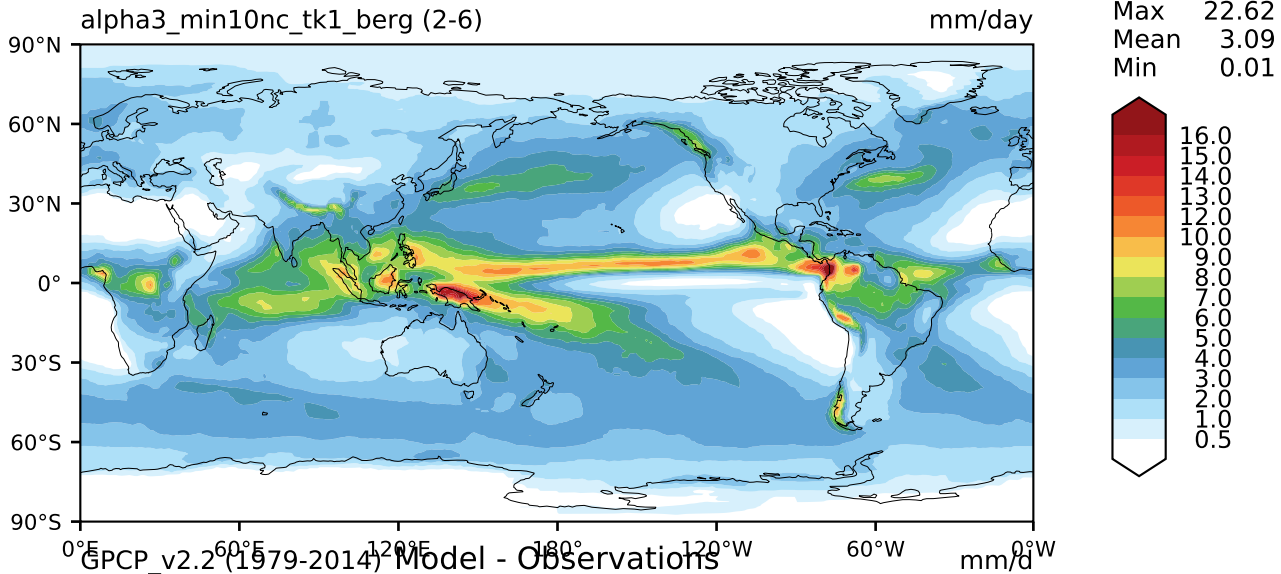 alpha3_min10nc_tk1_berg (2-6) mm/day
Max 22.62
Mean 3.09
Min 0.01
90°N
60°N
30°N
0°
30°S
60°S
90°S
0°E 60°E 120°E 180° 120°W 60°W 0°W
GPCP_v2.2 (1979-2014) Model - Observations mm/d
16.0
15.0
14.0
13.0
12.0
10.0
9.0
8.0
7.0
6.0
5.0
4.0
3.0
2.0
1.0
0.5